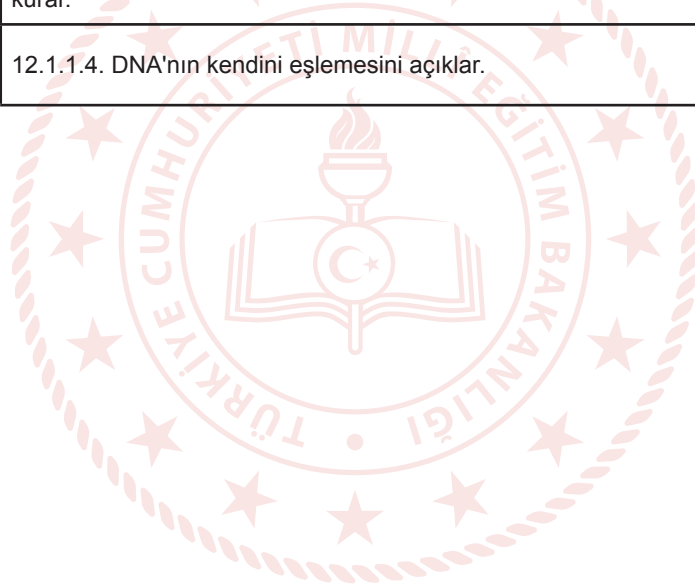 kurar.
12.1.1.4. DNA'nın kendini eşlemesini açıklar.
TÜRKİYE CUMHURİYETİ MİLLÎ EĞİTİM BAKANLIĞI